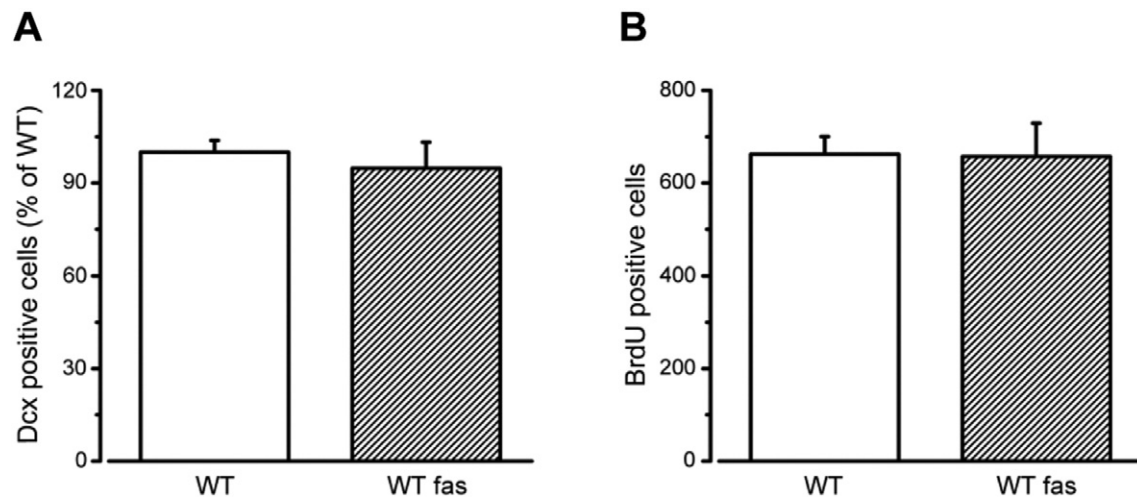 A
Dcx positive cells (% of WT)
120
90
60
30
0
WT WT fas
B
BrdU positive cells
800
600
400
200
0
WT WT fas